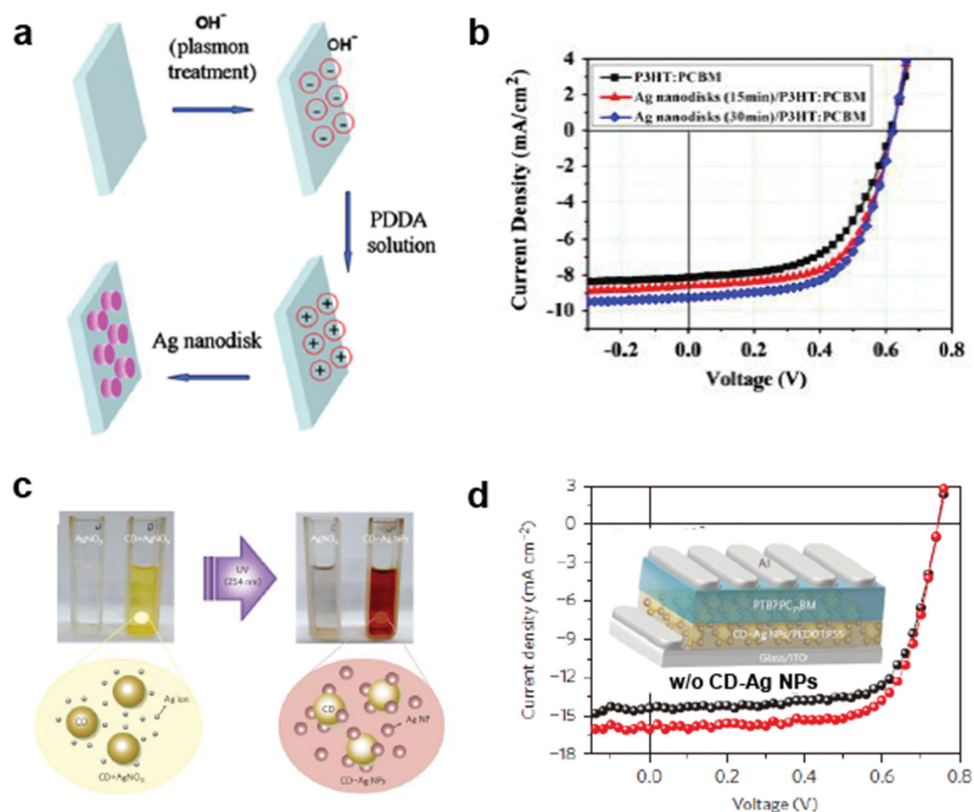 a
OH⁻
(plasmon
treatment)
OH⁻
- - - - - -
PDDA
solution
+ + + + + +
Ag nanodisk
b
P3HT:PCBM
Ag nanodisks (15min)/P3HT:PCBM
Ag nanodisks (30min)/P3HT:PCBM
Current Density (mA/cm²)
4
2
0
-2
-4
-6
-8
-10
-0.2 0.0 0.2 0.4 0.6 0.8
Voltage (V)
c
AgNO₃
CD+AgNO₃
UV
(254 nm)
AgNO₃
CD-Ag NPs
CD
Ag ion
CD+AgNO₃
CD
Ag NP
CD-Ag NPs
d
Current density (mA cm⁻²)
3
0
-3
-6
-9
-12
-15
-18
Al
PTB7:PC₇₁BM
CD-Ag NPs/PEDOT:PSS
Glass/ITO
w/o CD-Ag NPs
0.0 0.2 0.4 0.6 0.8
Voltage (V)